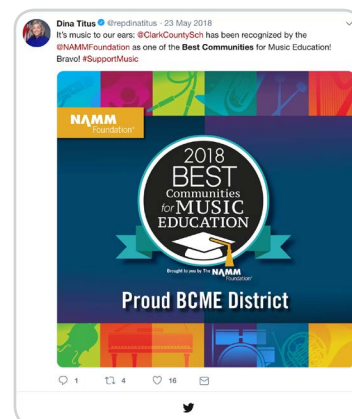 Dina Titus @repdinatitus · 23 May 2018
It's music to our ears: @ClarkCountySch has been recognized by the
@NAMMFoundation as one of the Best Communities for Music Education!
Bravo! #SupportMusic
NAMM
Foundation®
2018
BEST
Communities
for MUSIC
EDUCATION
Brought to you by The NAMM
Foundation®
Proud BCME District
1 4 16